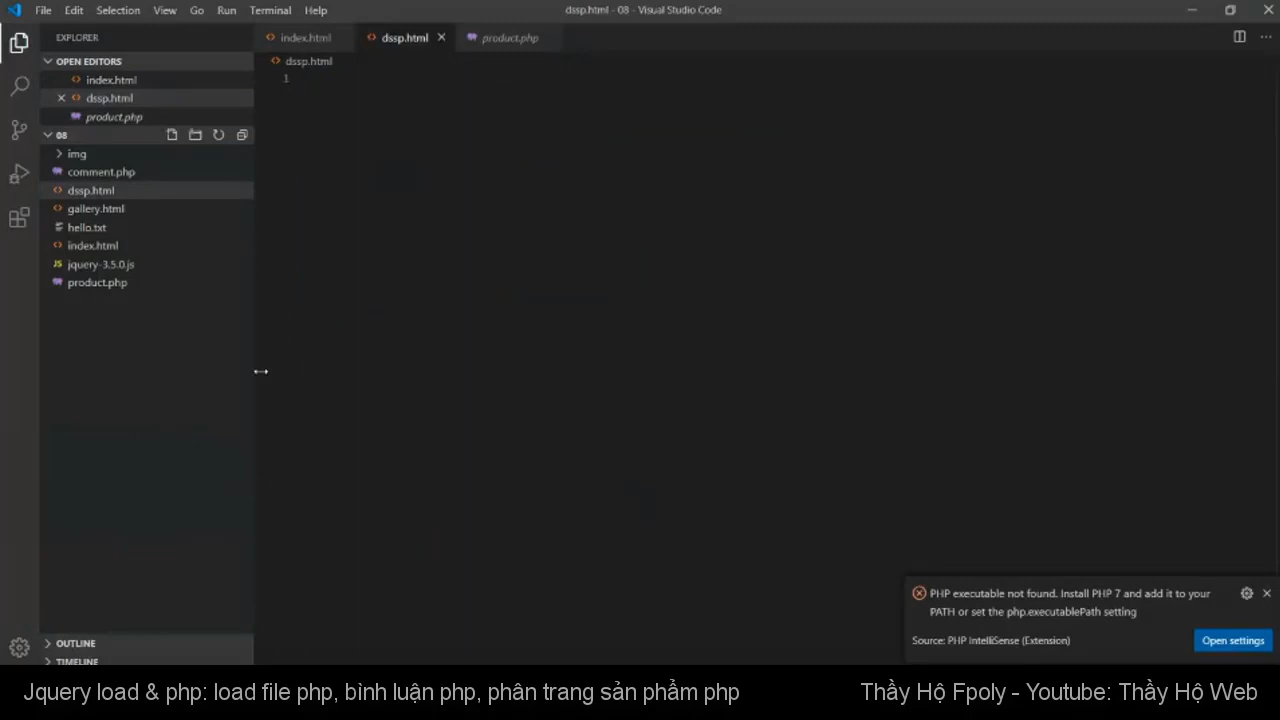 File Edit Selection View Go Run Terminal Help
dssp.html - 08 - Visual Studio Code
EXPLORER
index.html
dssp.html
product.php
OPEN EDITORS
index.html
dssp.html
product.php
08
img
comment.php
dssp.html
gallery.html
hello.txt
index.html
JS jquery-3.5.0.js
product.php
dssp.html
1
PHP executable not found. Install PHP 7 and add it to your
PATH or set the php.executablePath setting
Source: PHP IntelliSense (Extension)
Open settings
OUTLINE
TIMELINE
Jquery load & php: load file php, bình luận php, phân trang sản phẩm php
Thầy Hộ Fpoly - Youtube: Thầy Hộ Web